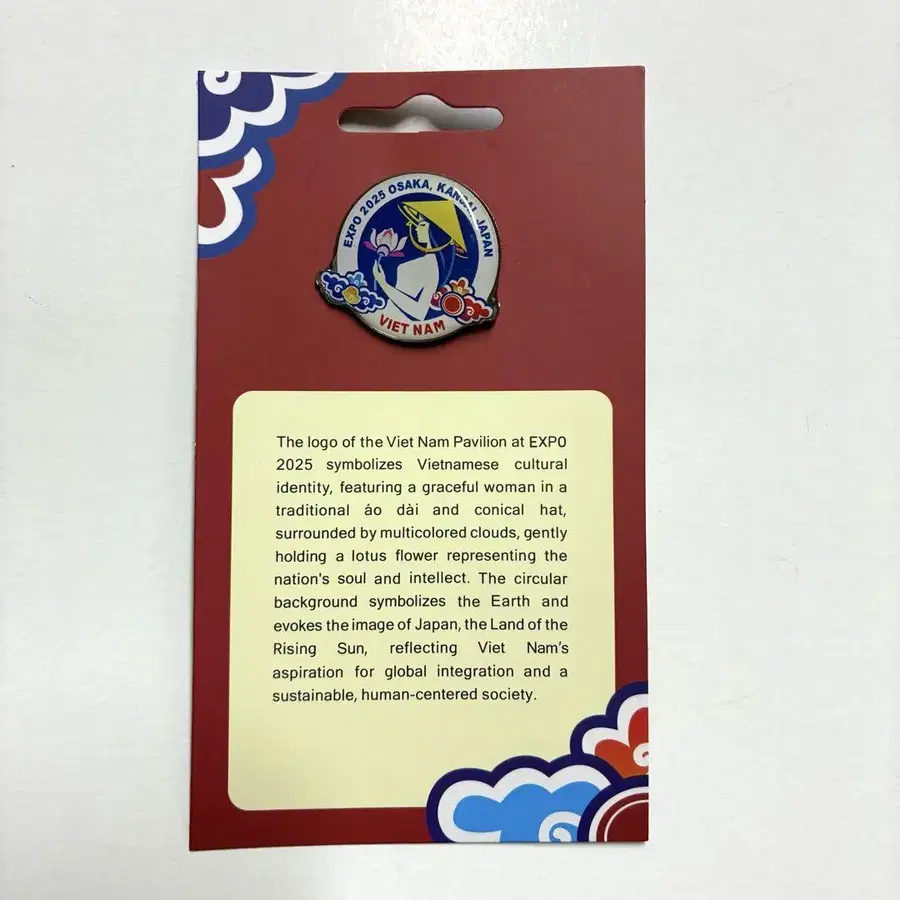 EXPO 2025 OSAKA, KANSAI, JAPAN
VIET NAM
The logo of the Viet Nam Pavilion at EXPO
2025 symbolizes Vietnamese cultural
identity, featuring a graceful woman in a
traditional áo dài and conical hat,
surrounded by multicolored clouds, gently
holding a lotus flower representing the
nation's soul and intellect. The circular
background symbolizes the Earth and
evokes the image of Japan, the Land of the
Rising Sun, reflecting Viet Nam's
aspiration for global integration and a
sustainable, human-centered society.